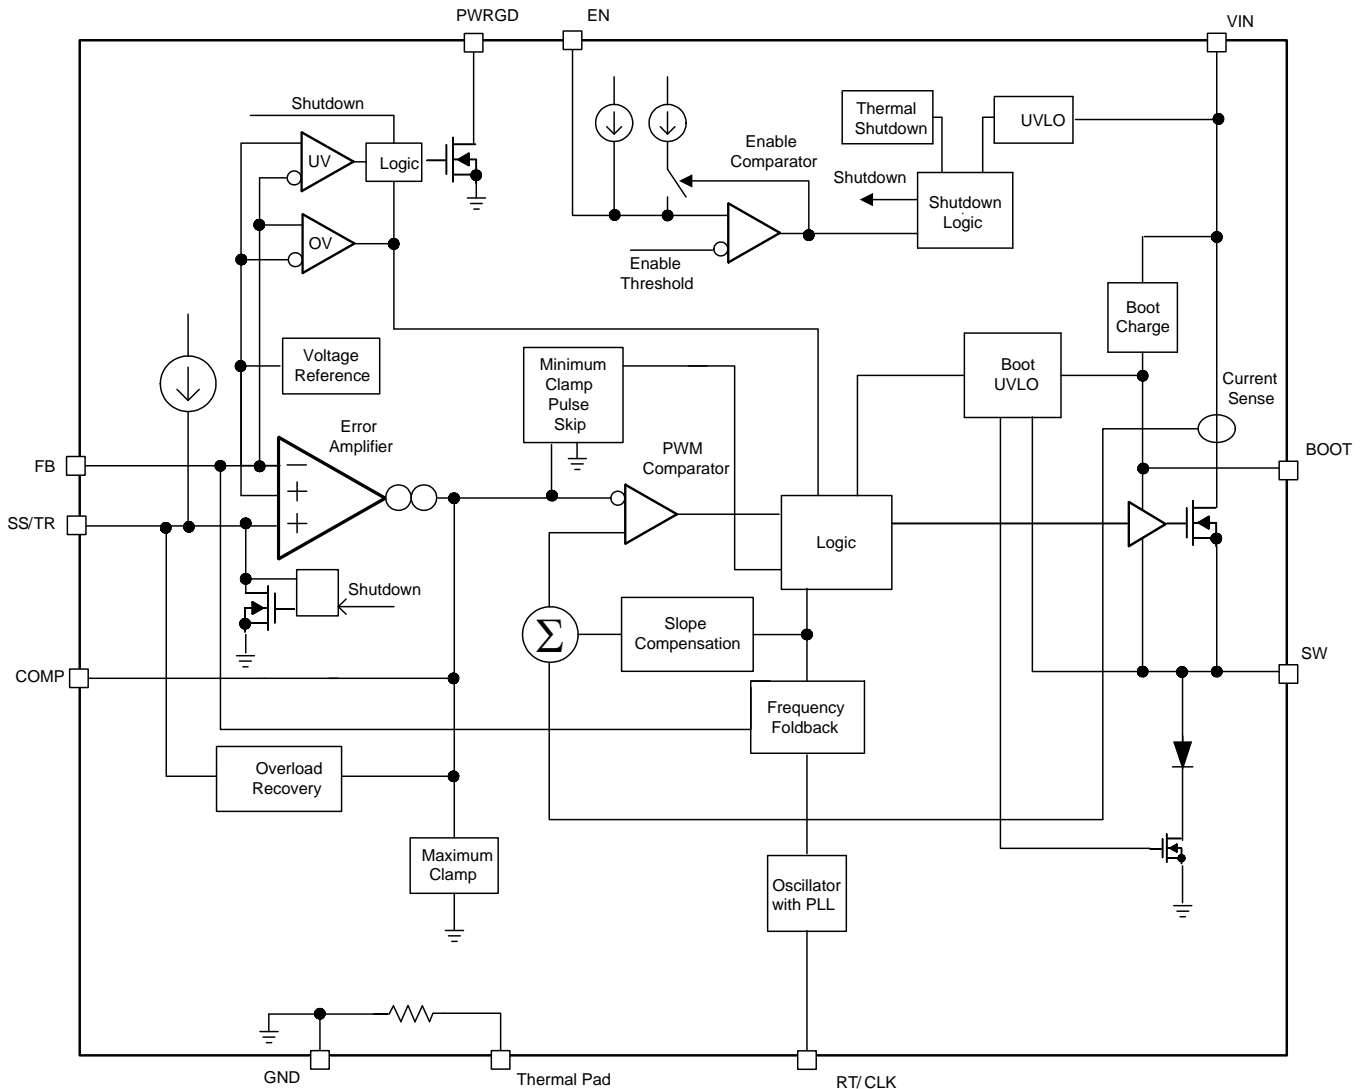 PWRGD
EN
VIN
Shutdown
UV
Logic
OV
Enable
Comparator
Enable
Threshold
Thermal
Shutdown
UVLO
Shutdown
Shutdown
Logic
Boot
Charge
Voltage
Reference
Minimum
Clamp
Pulse
Skip
Boot
UVLO
Current
Sense
Error
Amplifier
PWM
Comparator
FB
BOOT
−
+
+
SS/TR
Logic
Shutdown
Σ
Slope
Compensation
COMP
SW
Frequency
Foldback
Overload
Recovery
Maximum
Clamp
Oscillator
with PLL
GND
Thermal Pad
RT/CLK